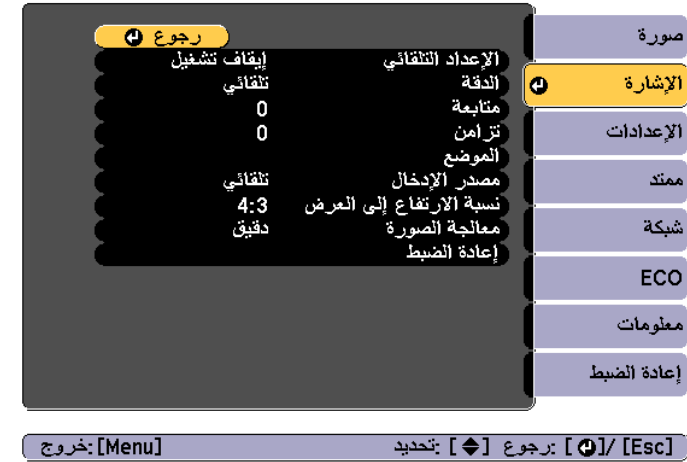 رجوع
الإعداد التلقائي إيقاف تشغيل
الدقة تلقائي
متابعة 0
تزامن 0
الموضع
مصدر الإدخال تلقائي
نسبة الارتفاع إلى العرض 4:3
معالجة الصورة دقيق
إعادة الضبط
صورة
الإشارة
الإعدادات
ممتد
شبكة
ECO
معلومات
إعادة الضبط
[Esc] /[ ] :رجوع [ ] :تحديد [Menu] :خروج